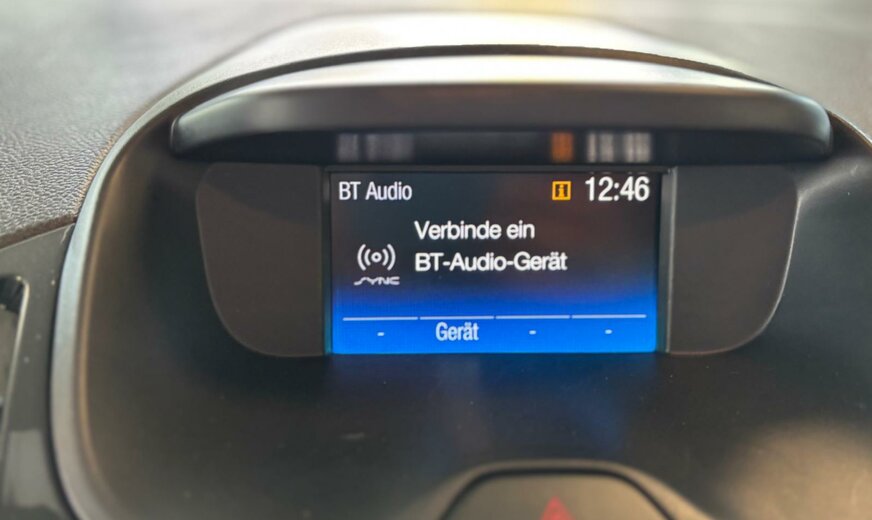 BT Audio
i 12:46
Verbinde ein
BT-Audio-Gerät
SYNC
- Gerät - -